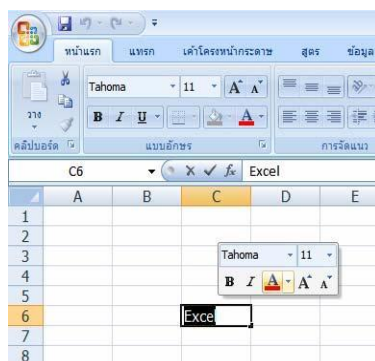 หน้าแรก แทรก เค้าโครงหน้ากระดาษ สูตร ข้อมูล
Tahoma 11 A A
วาง B I U A
คลิปบอร์ด แบบอักษร การจัดแนว
C6 fx Excel
A B C D E
1
2
3 Tahoma 11
4 B I A A A
5
6 Excel
7
8